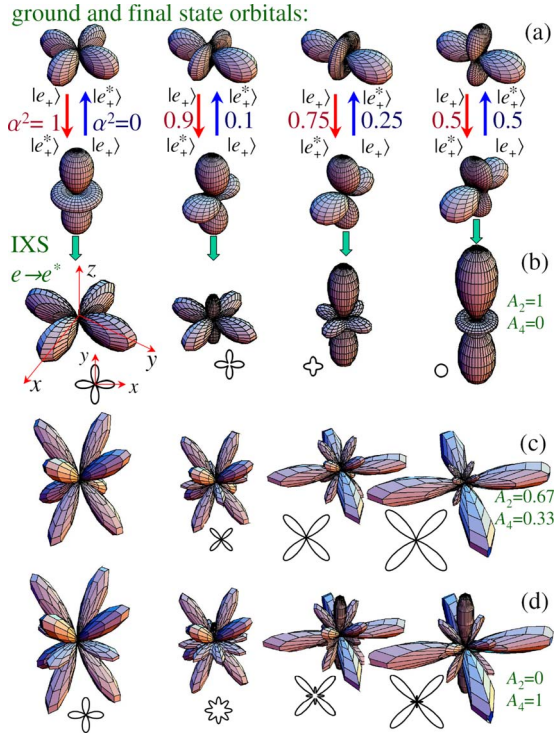 ground and final state orbitals:
(a)
|e₊⟩ |e₊*⟩ |e₊⟩ |e₊*⟩ |e₊⟩ |e₊*⟩ |e₊⟩ |e₊*⟩
α²= 1 α²=0 0.9 0.1 0.75 0.25 0.5 0.5
|e₊*⟩ |e₊⟩ |e₊*⟩ |e₊⟩ |e₊*⟩ |e₊⟩ |e₊*⟩ |e₊⟩
IXS
(b)
e→e*
z
A₂=1
A₄=0
x y
y
x
(c)
A₂=0.67
A₄=0.33
(d)
A₂=0
A₄=1